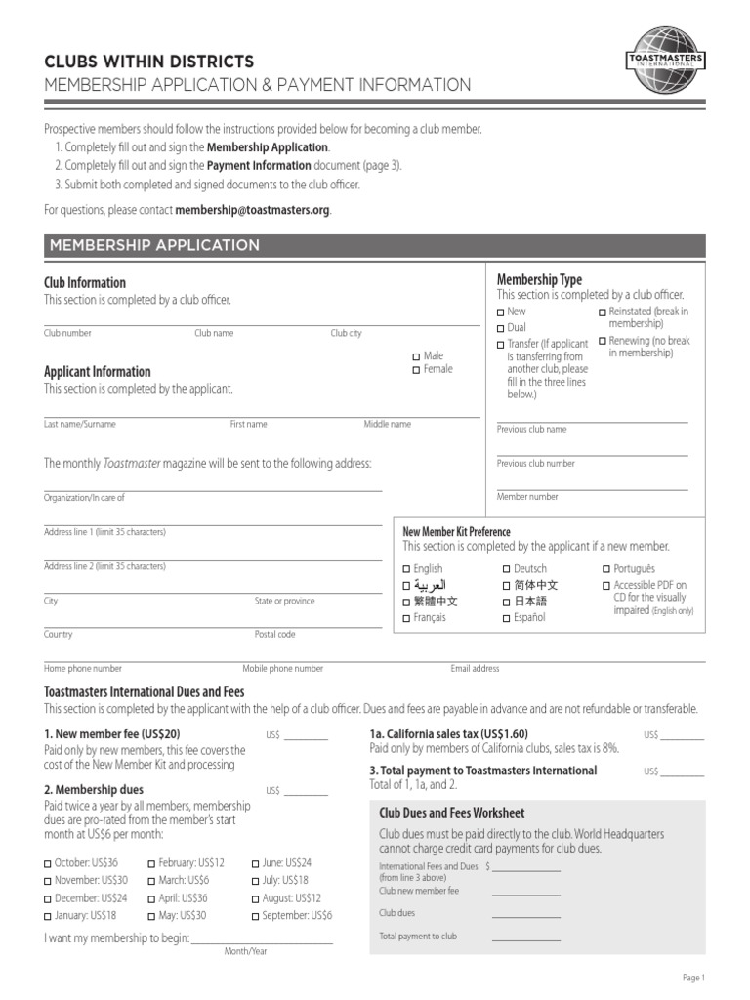 CLUBS WITHIN DISTRICTS
MEMBERSHIP APPLICATION & PAYMENT INFORMATION
TOASTMASTERS
INTERNATIONAL
Prospective members should follow the instructions provided below for becoming a club member.
1. Completely fill out and sign the Membership Application.
2. Completely fill out and sign the Payment Information document (page 3).
3. Submit both completed and signed documents to the club officer.
For questions, please contact membership@toastmasters.org.
MEMBERSHIP APPLICATION
Club Information
This section is completed by a club officer.
Club number Club name Club city
Male
Female
Applicant Information
This section is completed by the applicant.
Last name/Surname First name Middle name
The monthly Toastmaster magazine will be sent to the following address:
Organization/In care of
Address line 1 (limit 35 characters)
Address line 2 (limit 35 characters)
City State or province
Country Postal code
Home phone number Mobile phone number Email address
Membership Type
This section is completed by a club officer.
New
Dual
Transfer (If applicant
is transferring from
another club, please
fill in the three lines
below.)
Reinstated (break in
membership)
Renewing (no break
in membership)
Previous club name
Previous club number
Member number
New Member Kit Preference
This section is completed by the applicant if a new member.
English
العربية
繁體中文
Français
Deutsch
简体中文
日本語
Español
Português
Accessible PDF on
CD for the visually
impaired (English only)
Toastmasters International Dues and Fees
This section is completed by the applicant with the help of a club officer. Dues and fees are payable in advance and are not refundable or transferable.
1. New member fee (US$20) US$
Paid only by new members, this fee covers the
cost of the New Member Kit and processing
2. Membership dues US$
Paid twice a year by all members, membership
dues are pro-rated from the member's start
month at US$6 per month:
October: US$36 February: US$12 June: US$24
November: US$30 March: US$6 July: US$18
December: US$24 April: US$36 August: US$12
January: US$18 May: US$30 September: US$6
I want my membership to begin:
Month/Year
1a. California sales tax (US$1.60) US$
Paid only by members of California clubs, sales tax is 8%.
3. Total payment to Toastmasters International US$
Total of 1, 1a, and 2.
Club Dues and Fees Worksheet
Club dues must be paid directly to the club. World Headquarters
cannot charge credit card payments for club dues.
International Fees and Dues $
(from line 3 above)
Club new member fee
Club dues
Total payment to club
Page 1